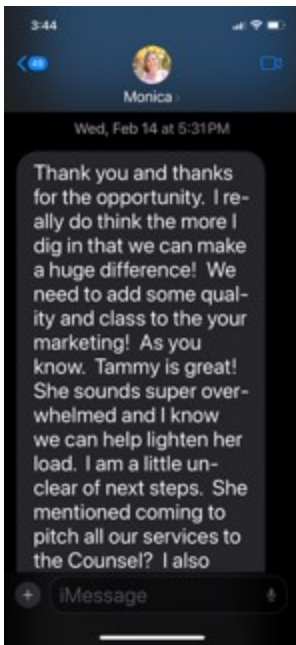 3:44
49
Monica
Wed, Feb 14 at 5:31PM
Thank you and thanks
for the opportunity. I re-
ally do think the more I
dig in that we can make
a huge difference! We
need to add some qual-
ity and class to the your
marketing! As you
know. Tammy is great!
She sounds super over-
whelmed and I know
we can help lighten her
load. I am a little un-
clear of next steps. She
mentioned coming to
pitch all our services to
the Counsel? I also
iMessage